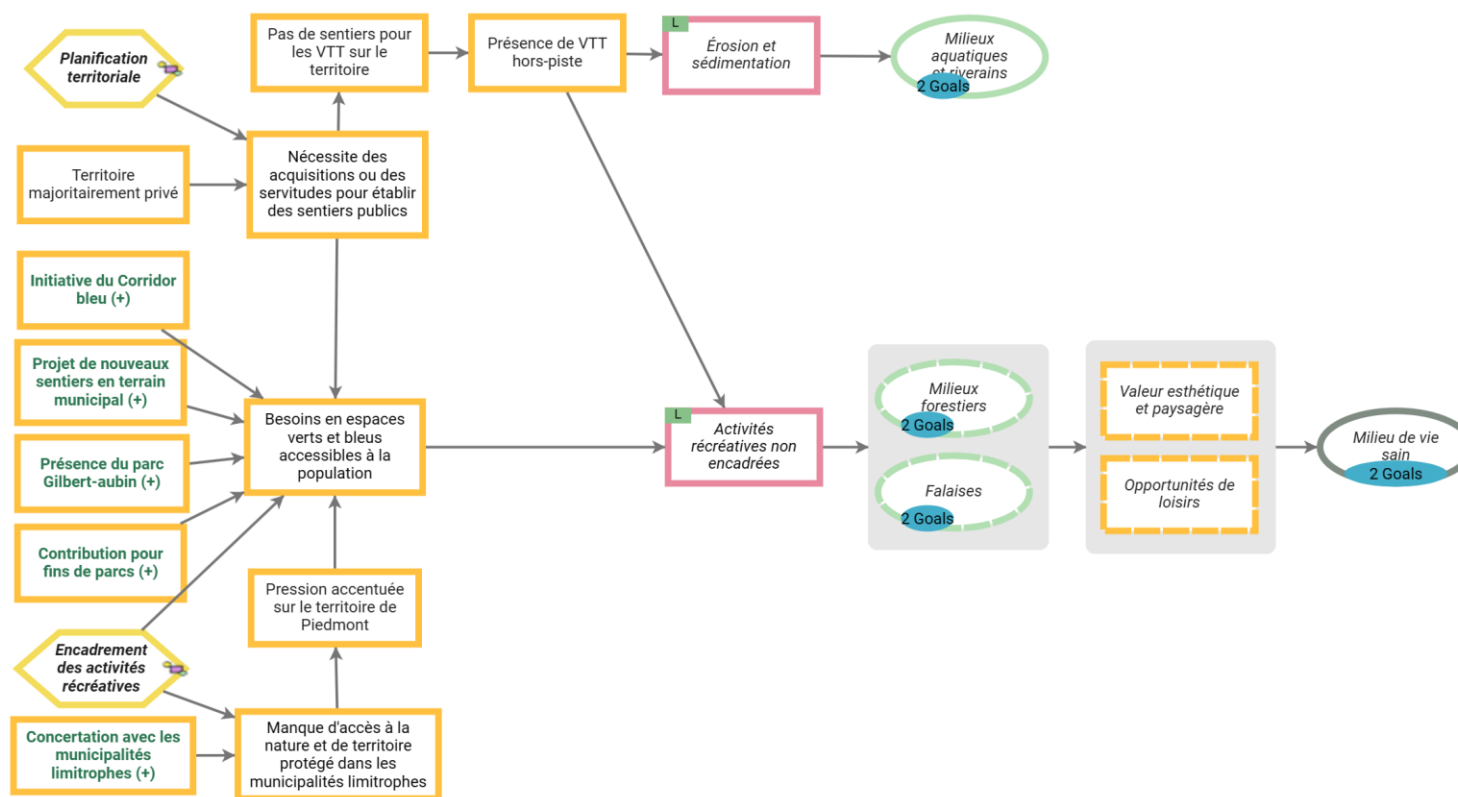 Planification
territoriale
Pas de sentiers pour
les VTT sur le
territoire
Présence de VTT
hors-piste
L
Érosion et
sédimentation
Milieux
aquatiques
et riverains
2 Goals
Territoire
majoritairement privé
Nécessite des
acquisitions ou des
servitudes pour établir
des sentiers publics
Initiative du Corridor
bleu (+)
Projet de nouveaux
sentiers en terrain
municipal (+)
Présence du parc
Gilbert-aubin (+)
Contribution pour
fins de parcs (+)
Besoins en espaces
verts et bleus
accessibles à la
population
L
Activités
récréatives non
encadrées
Milieux
forestiers
2 Goals
Falaises
2 Goals
Valeur esthétique
et paysagère
Opportunités de
loisirs
Milieu de vie
sain
2 Goals
Pression accentuée
sur le territoire de
Piedmont
Encadrement
des activités
récréatives
Concertation avec les
municipalités
limitrophes (+)
Manque d'accès à la
nature et de territoire
protégé dans les
municipalités limitrophes